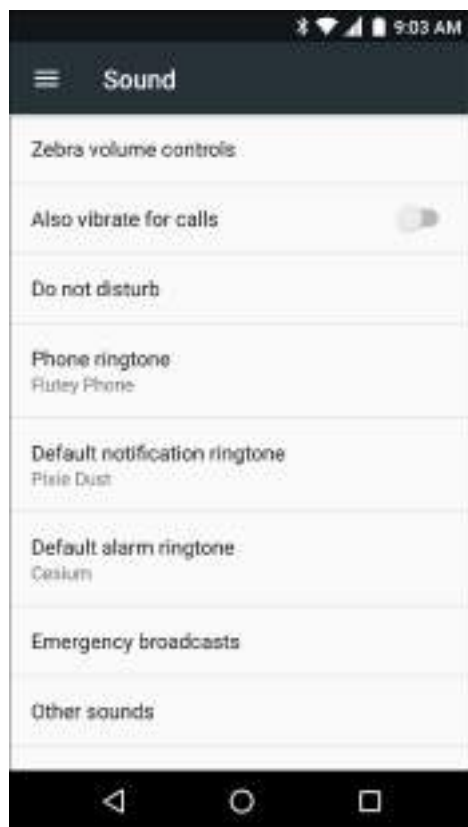 9:03 AM
Sound
Zebra volume controls
Also vibrate for calls
Do not disturb
Phone ringtone
Flutey Phone
Default notification ringtone
Pixie Dust
Default alarm ringtone
Cesium
Emergency broadcasts
Other sounds